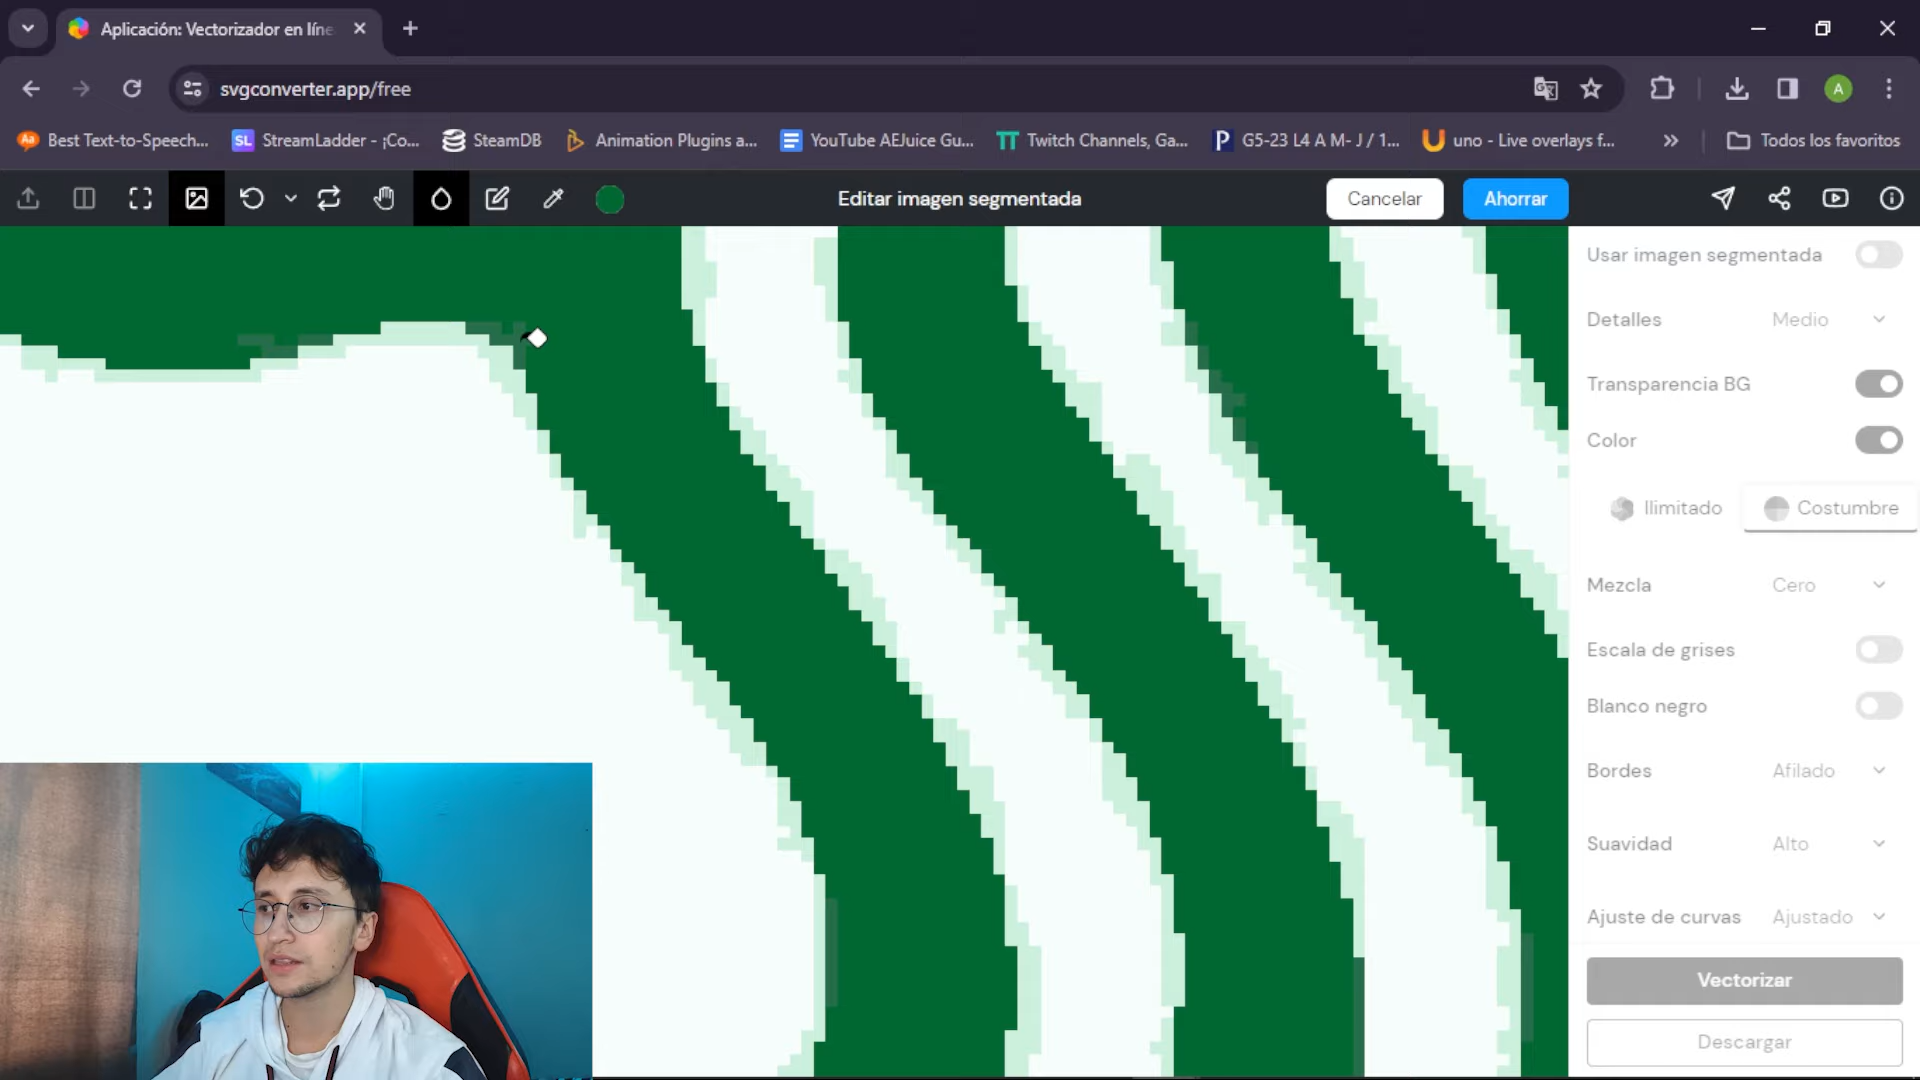 Aplicación: Vectorizador en líne
svgconverter.app/free
A
Aa Best Text-to-Speech...
SL StreamLadder - ¡Co...
SteamDB
Animation Plugins a...
YouTube AEJuice Gu...
TT Twitch Channels, Ga...
P G5-23 L4 A M- J / 1...
uno - Live overlays f...
Todos los favoritos
Editar imagen segmentada
Cancelar
Ahorrar
Usar imagen segmentada
Detalles Medio
Transparencia BG
Color
Ilimitado Costumbre
Mezcla Cero
Escala de grises
Blanco negro
Bordes Afilado
Suavidad Alto
Ajuste de curvas Ajustado
Vectorizar
Descargar